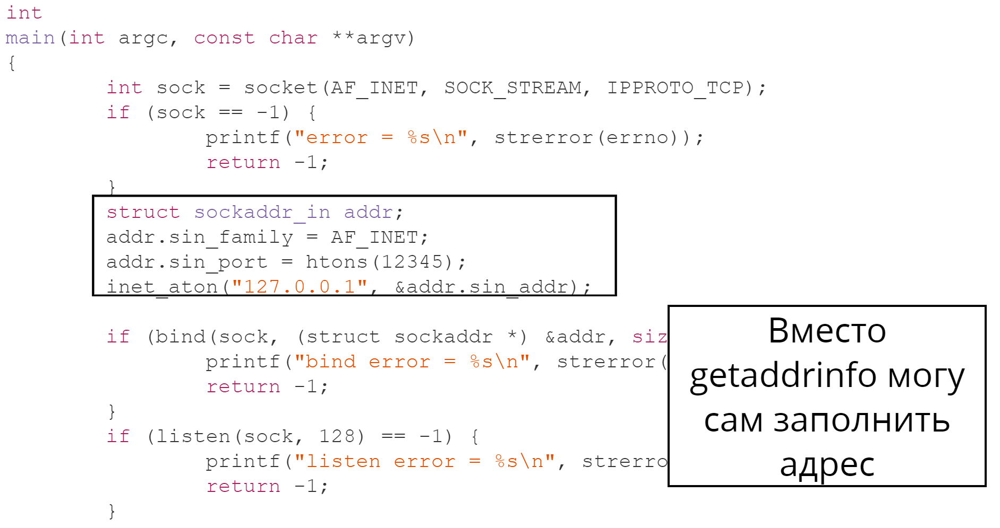 int
main(int argc, const char **argv)
{
        int sock = socket(AF_INET, SOCK_STREAM, IPPROTO_TCP);
        if (sock == -1) {
                printf("error = %s\n", strerror(errno));
                return -1;
        }
        struct sockaddr_in addr;
        addr.sin_family = AF_INET;
        addr.sin_port = htons(12345);
        inet_aton("127.0.0.1", &addr.sin_addr);
        if (bind(sock, (struct sockaddr *) &addr, siz
                printf("bind error = %s\n", strerror(
                return -1;
        }
        if (listen(sock, 128) == -1) {
                printf("listen error = %s\n", strerro
                return -1;
        }
Вместо
getaddrinfo могу
сам заполнить
адрес